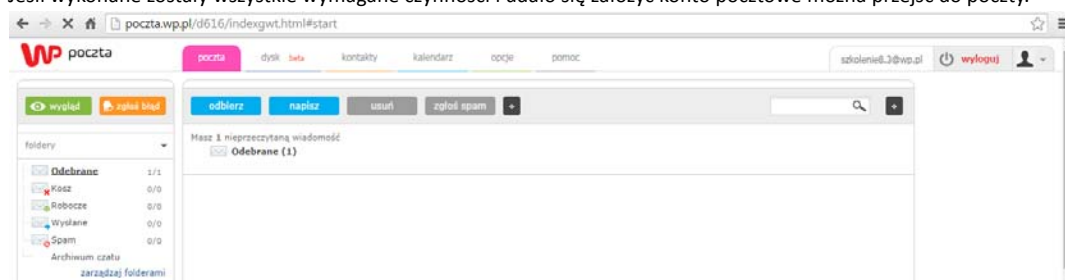 Jeśli wykonane zostały wszystkie wymagane czynności i udało się założyć konto pocztowe można przejść do poczty.
poczta.wp.pl/d616/indexgwt.html#start
WP poczta
poczta dysk beta kontakty kalendarz opcje pomoc szkolenie8.3@wp.pl wyloguj
wygląd zgłoś błąd odbierz napisz usuń zgłoś spam +
Masz 1 nieprzeczytaną wiadomość
foldery Odebrane (1)
Odebrane 1/1
Kosz 0/0
Robocze 0/0
Wysłane 0/0
Spam 0/0
Archiwum czatu
zarządzaj folderami